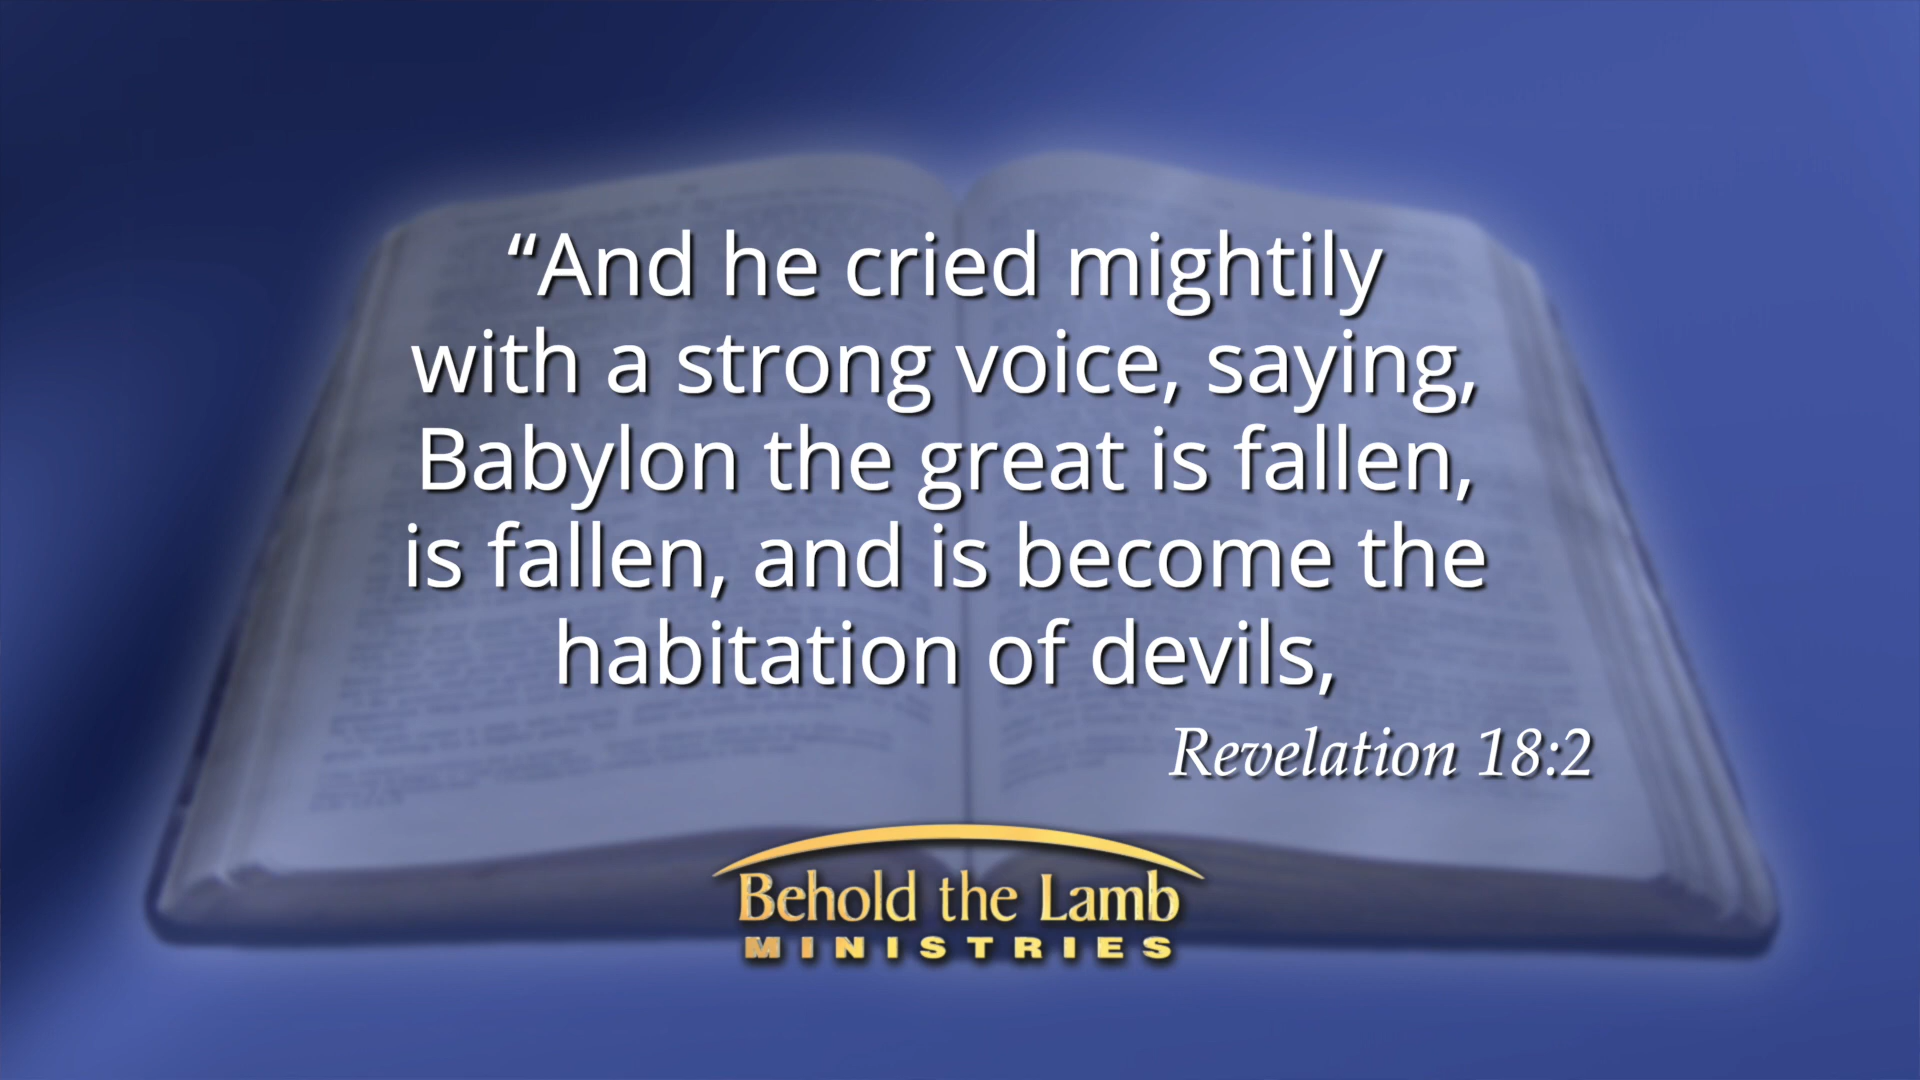 “And he cried mightily
with a strong voice, saying,
Babylon the great is fallen,
is fallen, and is become the
habitation of devils,
Revelation 18:2
Behold the Lamb
MINISTRIES